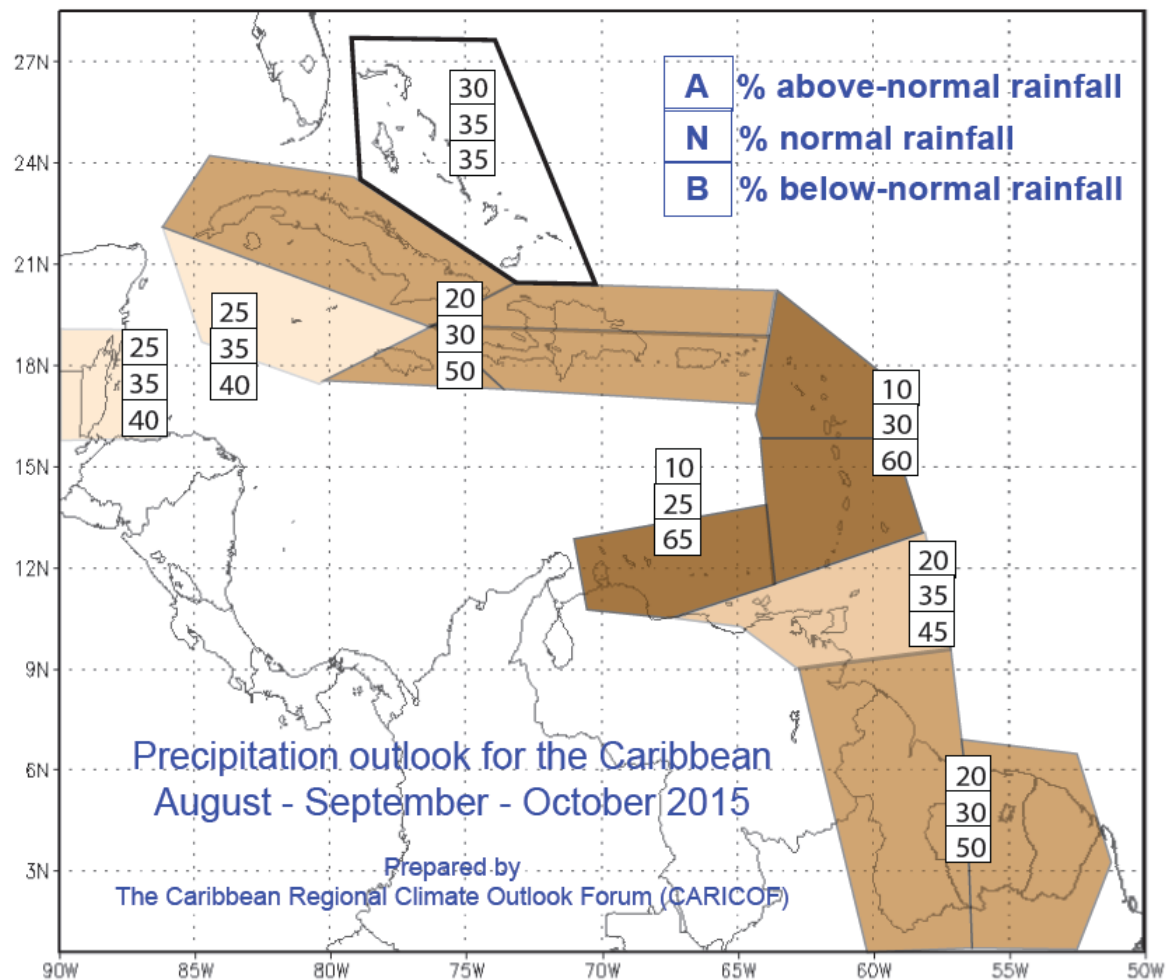 27N
24N
21N
18N
15N
12N
9N
6N
3N
90W
85W
80W
75W
70W
65W
60W
55W
50W
A % above-normal rainfall
N % normal rainfall
B % below-normal rainfall
30
35
35
25
35
40
25
35
40
20
30
50
10
30
60
10
25
65
20
35
45
20
30
50
Precipitation outlook for the Caribbean
August - September - October 2015
Prepared by
The Caribbean Regional Climate Outlook Forum (CARICOF)